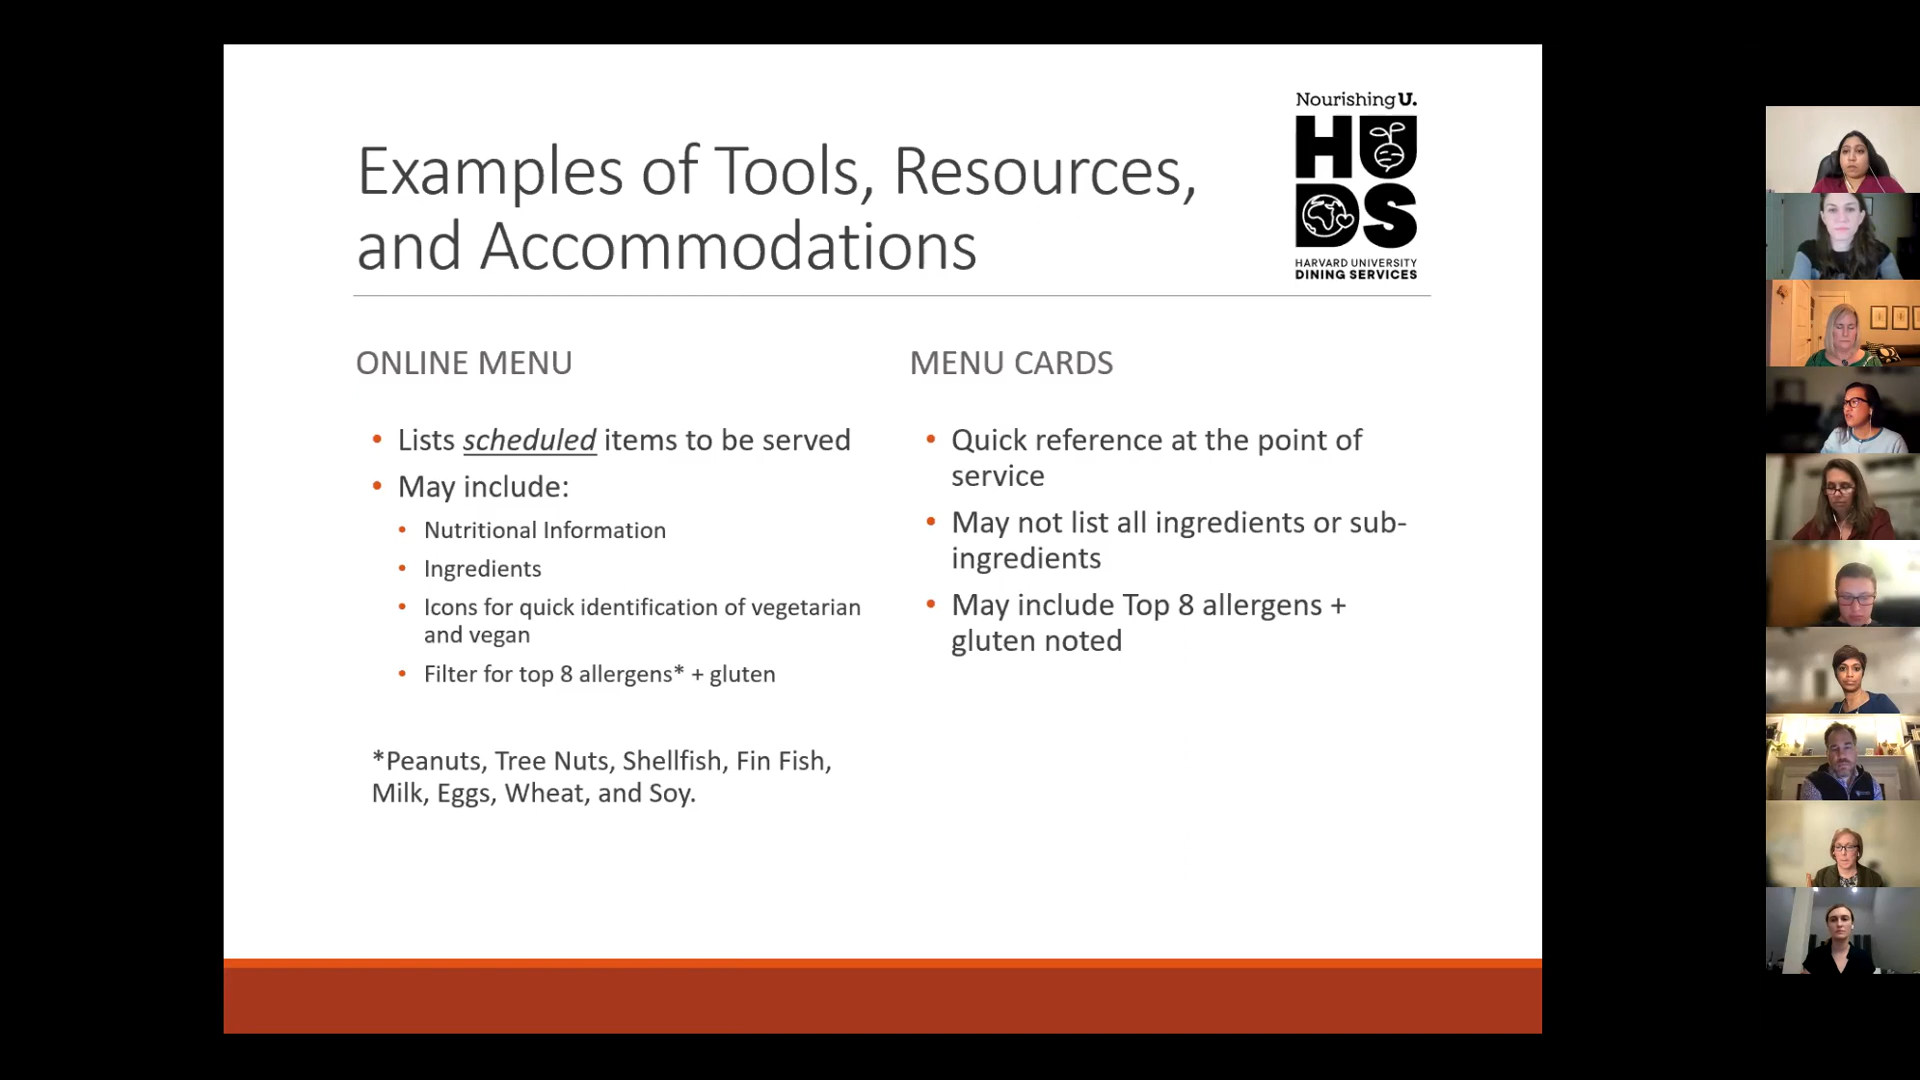 Nourishing U.
HUDS
HARVARD UNIVERSITY
DINING SERVICES
Examples of Tools, Resources,
and Accommodations
ONLINE MENU
• Lists scheduled items to be served
• May include:
• Nutritional Information
• Ingredients
• Icons for quick identification of vegetarian
and vegan
• Filter for top 8 allergens* + gluten
*Peanuts, Tree Nuts, Shellfish, Fin Fish,
Milk, Eggs, Wheat, and Soy.
MENU CARDS
• Quick reference at the point of
service
• May not list all ingredients or sub-
ingredients
• May include Top 8 allergens +
gluten noted